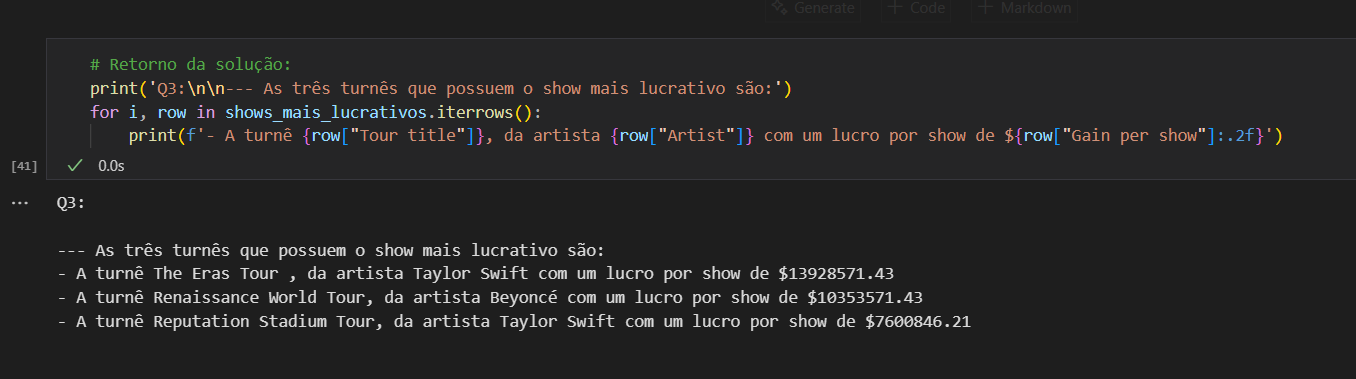 Generate + Code + Markdown
# Retorno da solução:
print('Q3:\n\n--- As três turnês que possuem o show mais lucrativo são:')
for i, row in shows_mais_lucrativos.iterrows():
    print(f'- A turnê {row["Tour title"]}, da artista {row["Artist"]} com um lucro por show de ${row["Gain per show"]:.2f}')
[41] ✓ 0.0s
... Q3:
--- As três turnês que possuem o show mais lucrativo são:
- A turnê The Eras Tour , da artista Taylor Swift com um lucro por show de $13928571.43
- A turnê Renaissance World Tour, da artista Beyoncé com um lucro por show de $10353571.43
- A turnê Reputation Stadium Tour, da artista Taylor Swift com um lucro por show de $7600846.21